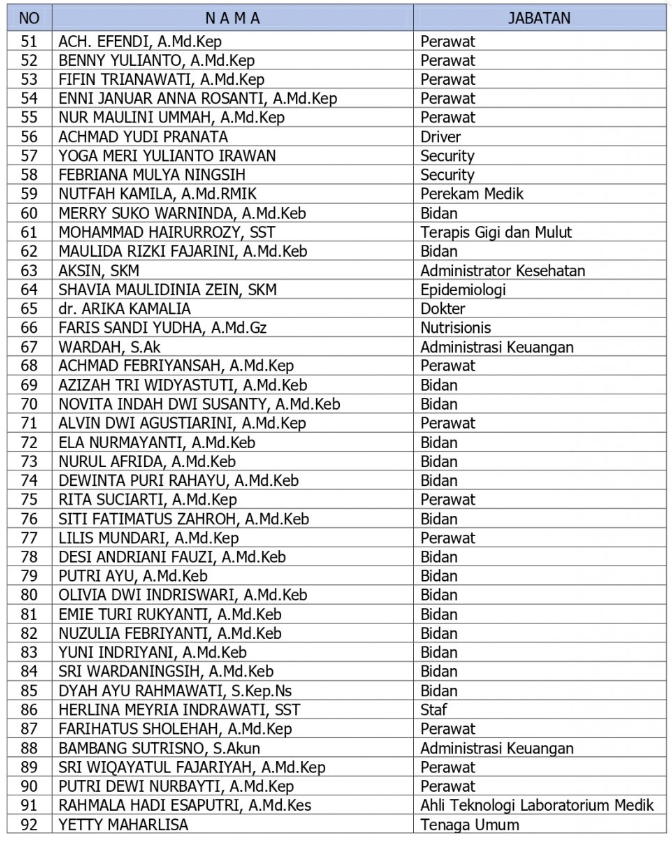 NO N A M A JABATAN
51 ACH. EFENDI, A.Md.Kep Perawat
52 BENNY YULIANTO, A.Md.Kep Perawat
53 FIFIN TRIANAWATI, A.Md.Kep Perawat
54 ENNI JANUAR ANNA ROSANTI, A.Md.Kep Perawat
55 NUR MAULINI UMMAH, A.Md.Kep Perawat
56 ACHMAD YUDI PRANATA Driver
57 YOGA MERI YULIANTO IRAWAN Security
58 FEBRIANA MULYA NINGSIH Security
59 NUTFAH KAMILA, A.Md.RMIK Perekam Medik
60 MERRY SUKO WARNINDA, A.Md.Keb Bidan
61 MOHAMMAD HAIRURROZY, SST Terapis Gigi dan Mulut
62 MAULIDA RIZKI FAJARINI, A.Md.Keb Bidan
63 AKSIN, SKM Administrator Kesehatan
64 SHAVIA MAULIDINIA ZEIN, SKM Epidemiologi
65 dr. ARIKA KAMALIA Dokter
66 FARIS SANDI YUDHA, A.Md.Gz Nutrisionis
67 WARDAH, S.Ak Administrasi Keuangan
68 ACHMAD FEBRIYANSAH, A.Md.Kep Perawat
69 AZIZAH TRI WIDYASTUTI, A.Md.Keb Bidan
70 NOVITA INDAH DWI SUSANTY, A.Md.Keb Bidan
71 ALVIN DWI AGUSTIARINI, A.Md.Kep Perawat
72 ELA NURMAYANTI, A.Md.Keb Bidan
73 NURUL AFRIDA, A.Md.Keb Bidan
74 DEWINTA PURI RAHAYU, A.Md.Keb Bidan
75 RITA SUCIARTI, A.Md.Kep Perawat
76 SITI FATIMATUS ZAHROH, A.Md.Keb Bidan
77 LILIS MUNDARI, A.Md.Kep Perawat
78 DESI ANDRIANI FAUZI, A.Md.Keb Bidan
79 PUTRI AYU, A.Md.Keb Bidan
80 OLIVIA DWI INDRISWARI, A.Md.Keb Bidan
81 EMIE TURI RUKYANTI, A.Md.Keb Bidan
82 NUZULIA FEBRIYANTI, A.Md.Keb Bidan
83 YUNI INDRIYANI, A.Md.Keb Bidan
84 SRI WARDANINGSIH, A.Md.Keb Bidan
85 DYAH AYU RAHMAWATI, S.Kep.Ns Bidan
86 HERLINA MEYRIA INDRAWATI, SST Staf
87 FARIHATUS SHOLEHAH, A.Md.Kep Perawat
88 BAMBANG SUTRISNO, S.Akun Administrasi Keuangan
89 SRI WIQAYATUL FAJARIYAH, A.Md.Kep Perawat
90 PUTRI DEWI NURBAYTI, A.Md.Kep Perawat
91 RAHMALA HADI ESAPUTRI, A.Md.Kes Ahli Teknologi Laboratorium Medik
92 YETTY MAHARLISA Tenaga Umum